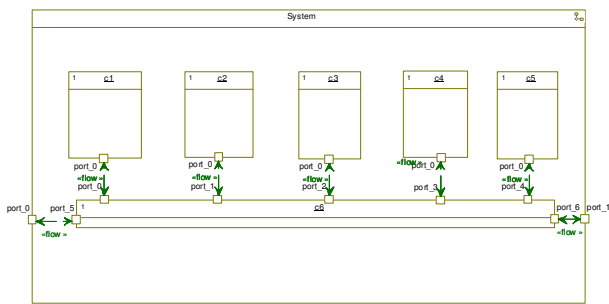 System
1 c1
1 c2
1 c3
1 c4
1 c5
port_0 port_0 port_0 port_0 port_0
«flow » «flow » «flow » «flow » «flow »
port_0 port_1 port_2 port_3 port_4
port_0 port_5 1 c6 port_6 port_1
«flow » «flow »